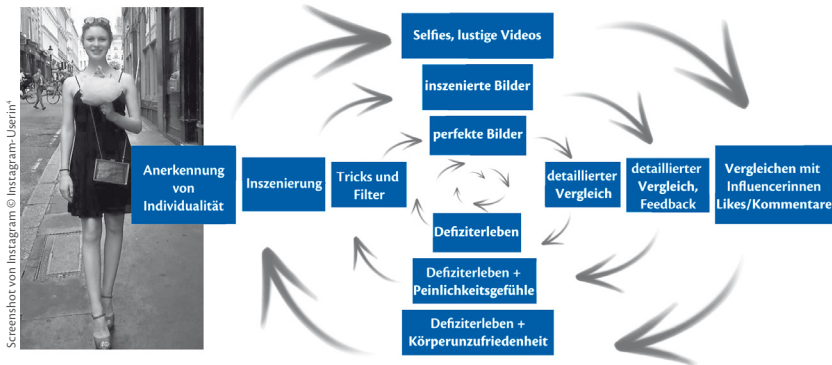 Screenshot von Instagram © Instagram-Userin⁴
Selfies, lustige Videos
inszenierte Bilder
perfekte Bilder
Anerkennung
von
Individualität
Inszenierung
Tricks und
Filter
detaillierter
Vergleich
detaillierter
Vergleich,
Feedback
Vergleichen mit
Influencerinnen
Likes/Kommentare
Defiziterleben
Defiziterleben +
Peinlichkeitsgefühle
Defiziterleben +
Körperunzufriedenheit